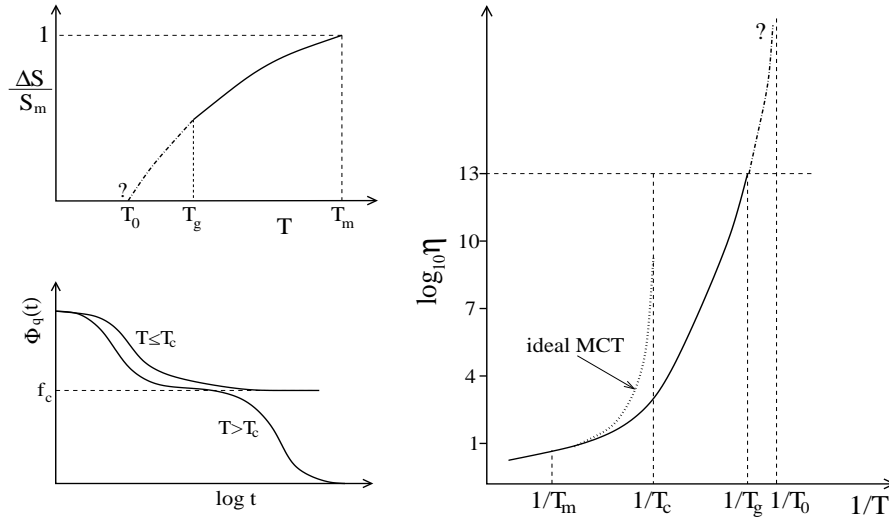 1
ΔS
S_m
?
T_0
T_g
T
T_m
Φ_q(t)
T≤T_c
f_c
T>T_c
log t
?
13
10
log_10 η
7
ideal MCT
4
1
1/T_m
1/T_c
1/T_g
1/T_0
1/T